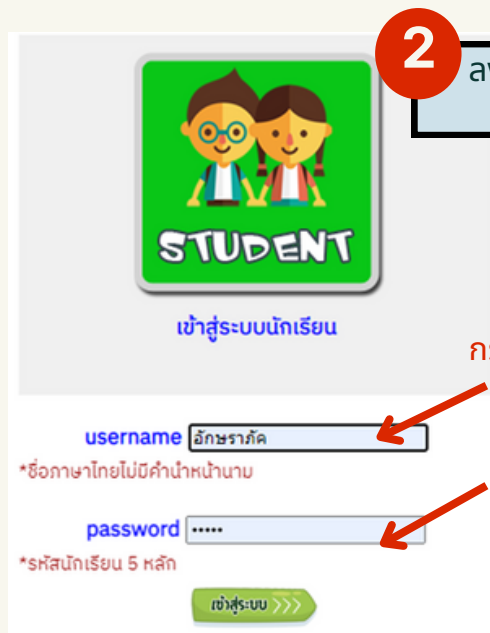 2
STUDENT
เข้าสู่ระบบนักเรียน
username อักษราภัค
*ชื่อภาษาไทยไม่มีคำนำหน้านาม
password •••••
*รหัสนักเรียน 5 หลัก
เข้าสู่ระบบ >>>